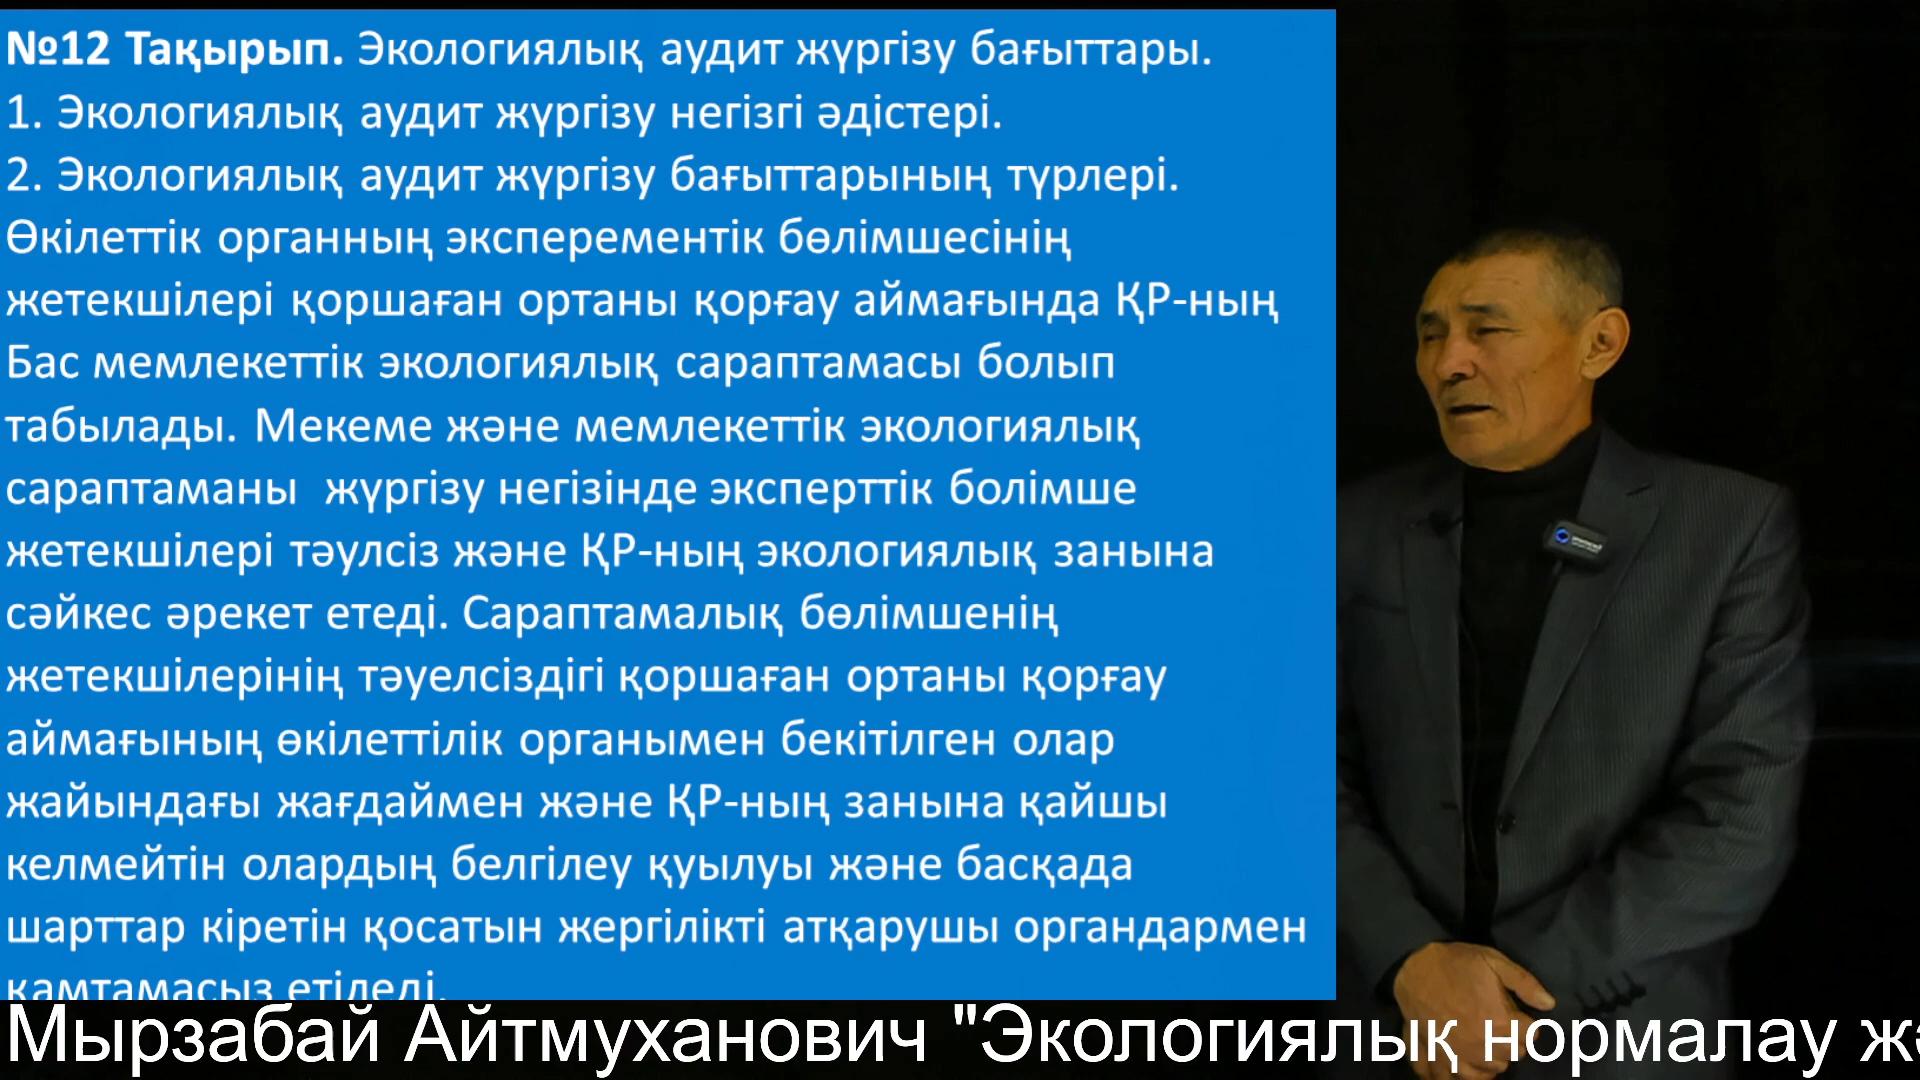 №12 Тақырып. Экологиялық аудит жүргізу бағыттары.
1. Экологиялық аудит жүргізу негізгі әдістері.
2. Экологиялық аудит жүргізу бағыттарының түрлері.
Өкілеттік органның эксперементік бөлімшесінің
жетекшілері қоршаған ортаны қорғау аймағында ҚР-ның
Бас мемлекеттік экологиялық сараптамасы болып
табылады. Мекеме және мемлекеттік экологиялық
сараптаманы жүргізу негізінде эксперттік болімше
жетекшілері тәулсіз және ҚР-ның экологиялық занына
сәйкес әрекет етеді. Сараптамалық бөлімшенің
жетекшілерінің тәуелсіздігі қоршаған ортаны қорғау
аймағының өкілеттілік органымен бекітілген олар
жайындағы жағдаймен және ҚР-ның занына қайшы
келмейтін олардың белгілеу қуылуы және басқада
шарттар кіретін қосатын жергілікті атқарушы органдармен
қамтамасыз етіледі.
Мырзабай Айтмуханович "Экологиялық нормалау